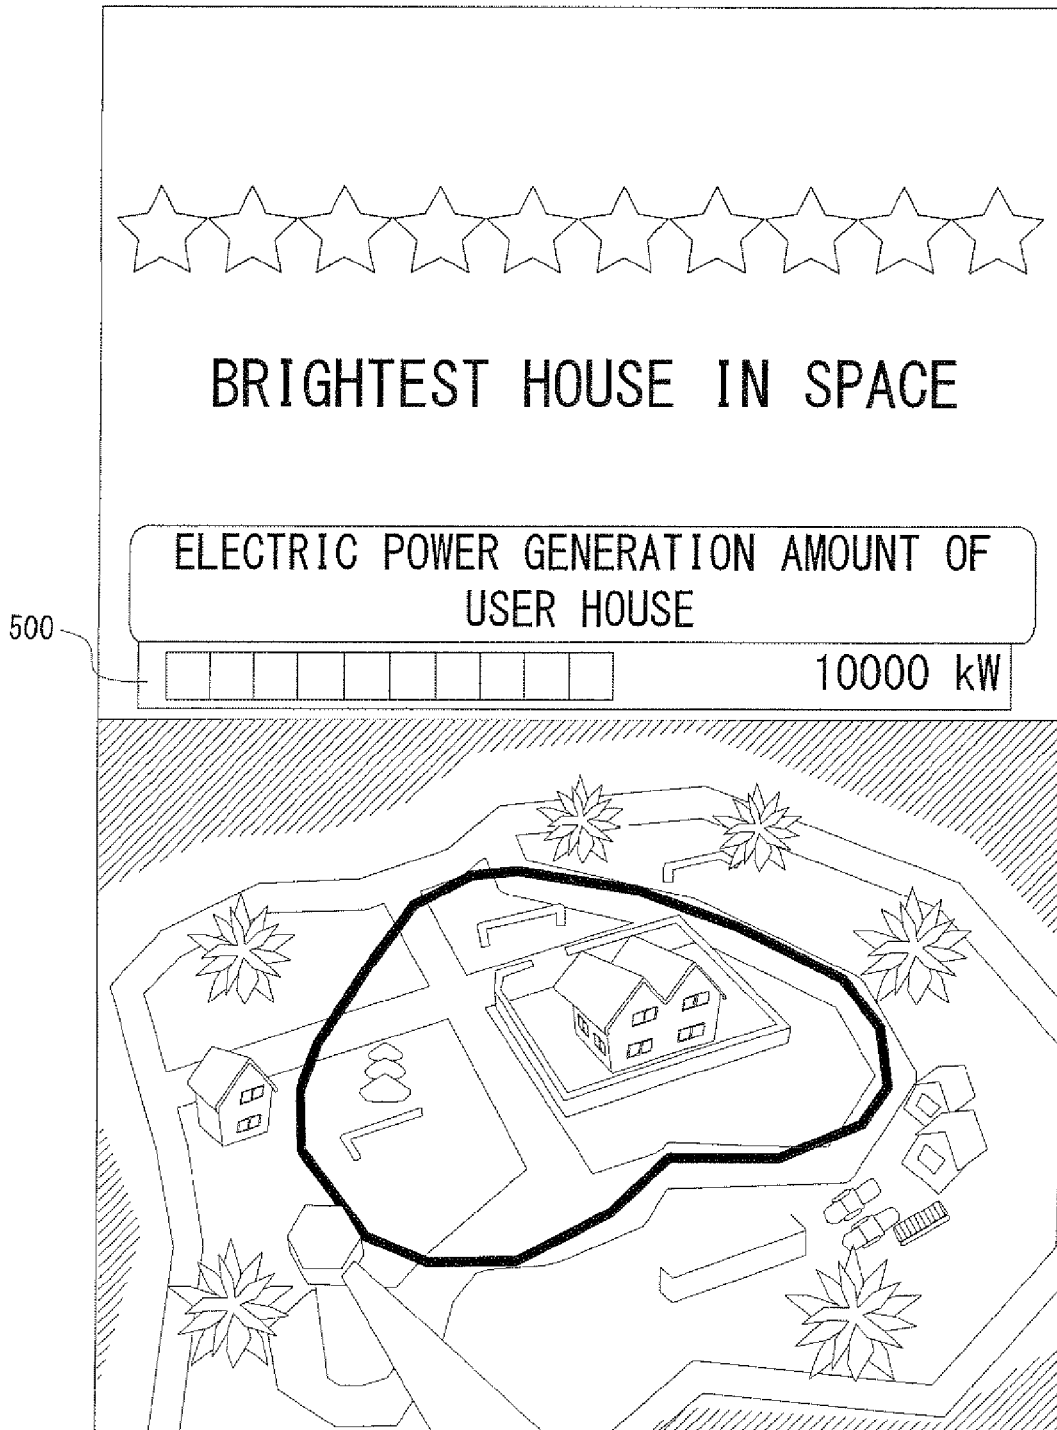 BRIGHTEST HOUSE IN SPACE
ELECTRIC POWER GENERATION AMOUNT OF
USER HOUSE
500
10000 kW